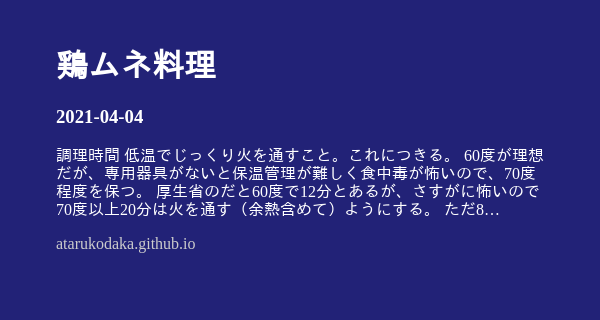 鶏ムネ料理
2021-04-04
調理時間 低温でじっくり火を通すこと。これにつきる。 60度が理想
だが、専用器具がないと保温管理が難しく食中毒が怖いので、70度
程度を保つ。 厚生省のだと60度で12分とあるが、さすがに怖いので
70度以上20分は火を通す（余熱含めて）ようにする。 ただ8…
atarukodaka.github.io